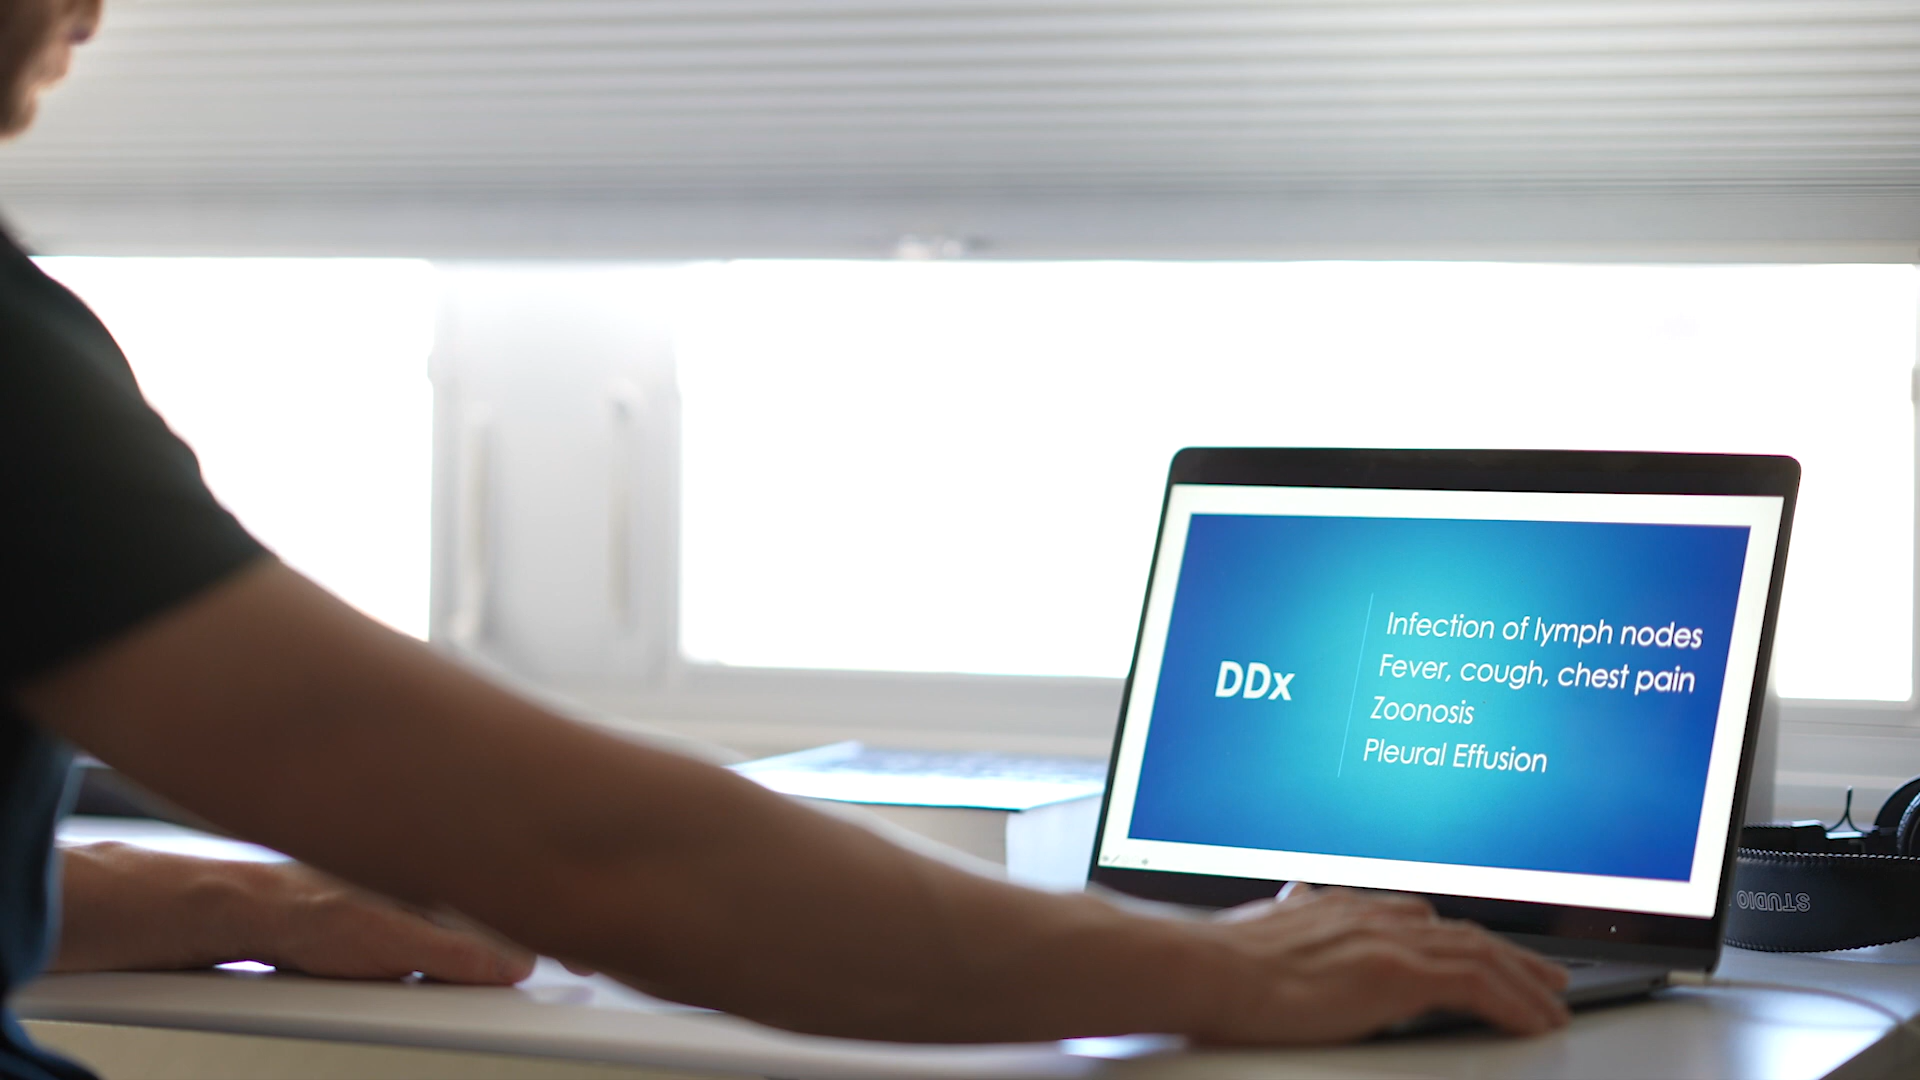 DDx
Infection of lymph nodes
Fever, cough, chest pain
Zoonosis
Pleural Effusion
STUDIO